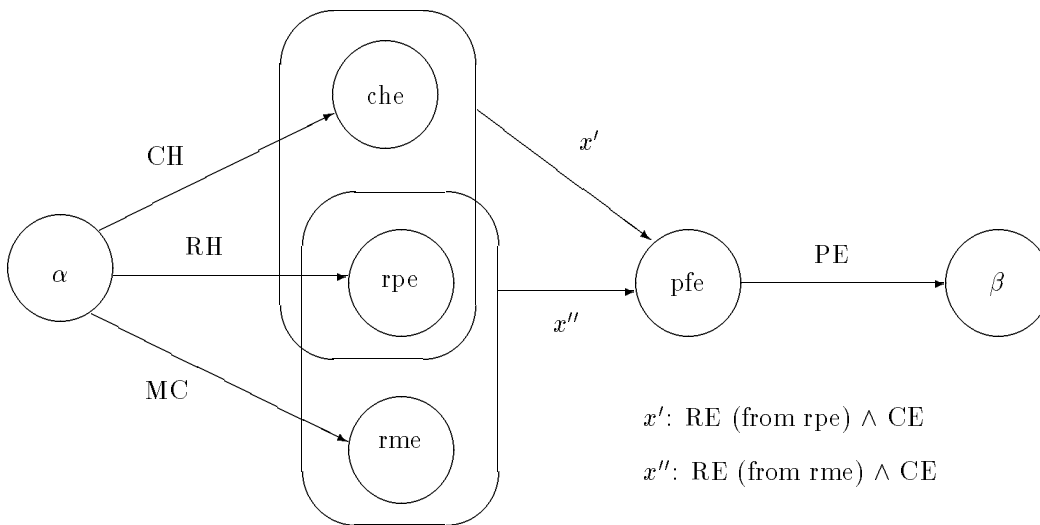 che
x′
CH
RH
α
rpe
pfe
PE
β
x″
MC
rme
x′: RE (from rpe) ∧ CE
x″: RE (from rme) ∧ CE